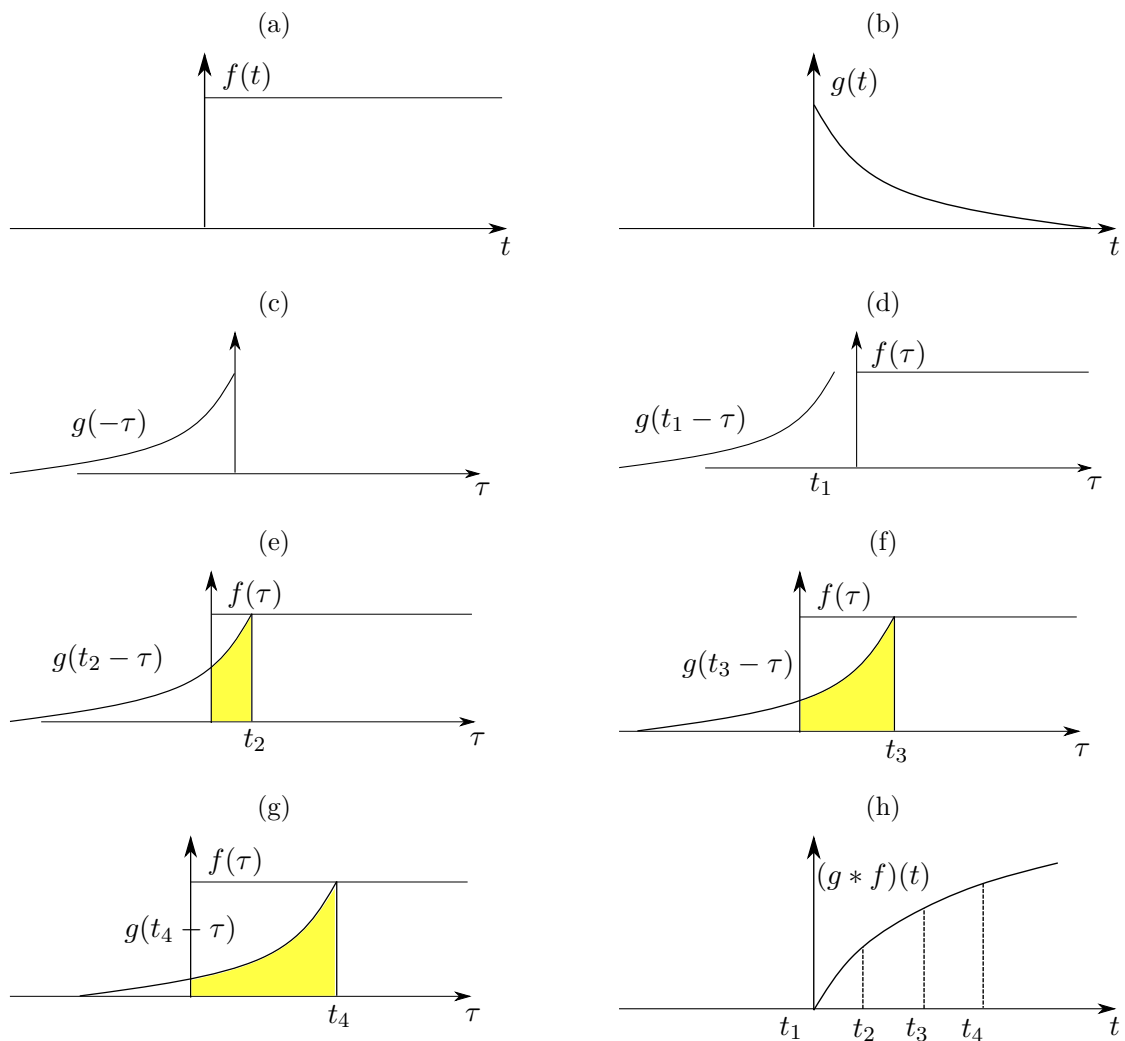 (a)
f(t)
t
(b)
g(t)
t
(c)
g(−τ)
τ
(d)
f(τ)
g(t₁ − τ)
t₁
τ
(e)
f(τ)
g(t₂ − τ)
t₂
τ
(f)
f(τ)
g(t₃ − τ)
t₃
τ
(g)
f(τ)
g(t₄ − τ)
t₄
τ
(h)
(g ∗ f)(t)
t₁ t₂ t₃ t₄ t